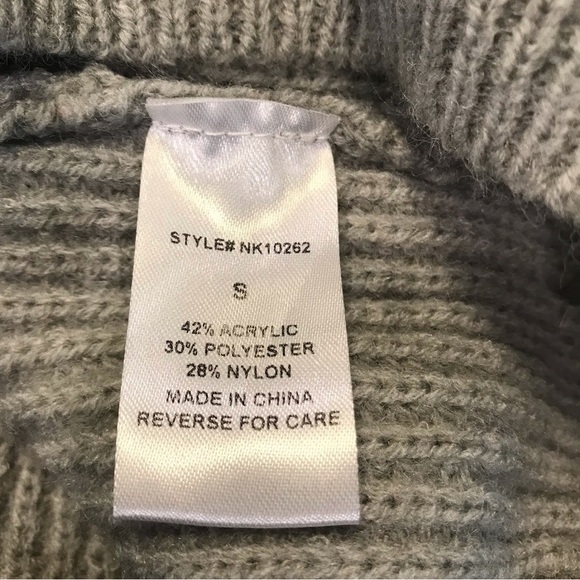 STYLE# NK10262
S
42% ACRYLIC
30% POLYESTER
28% NYLON
MADE IN CHINA
REVERSE FOR CARE